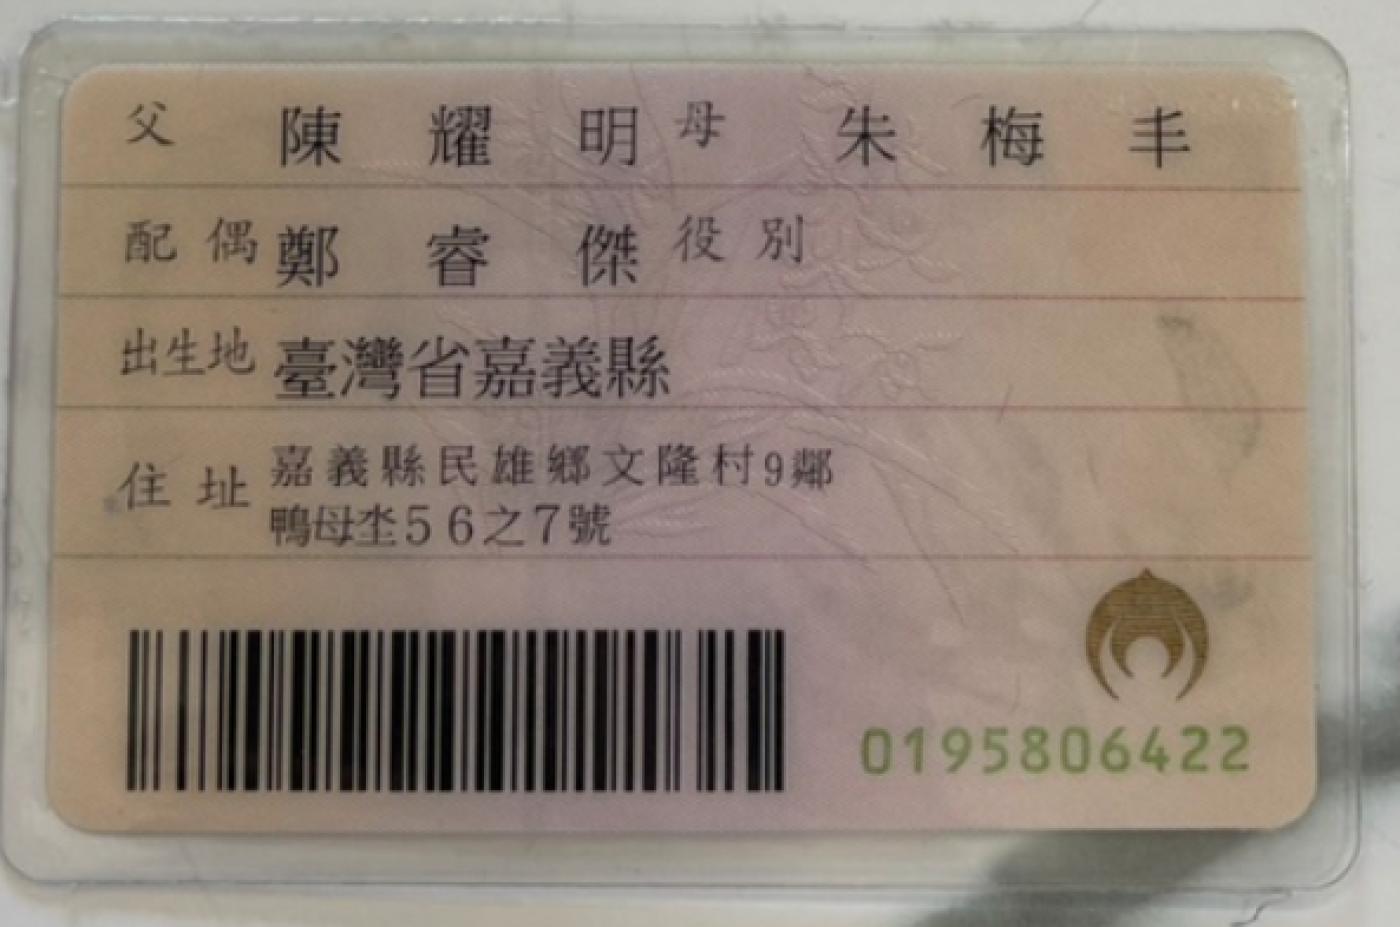 父 陳耀明 母 朱梅丰
配偶 鄭睿傑 役別
出生地 臺灣省嘉義縣
住址 嘉義縣民雄鄉文隆村9鄰
鴨母坔56之7號
0195806422